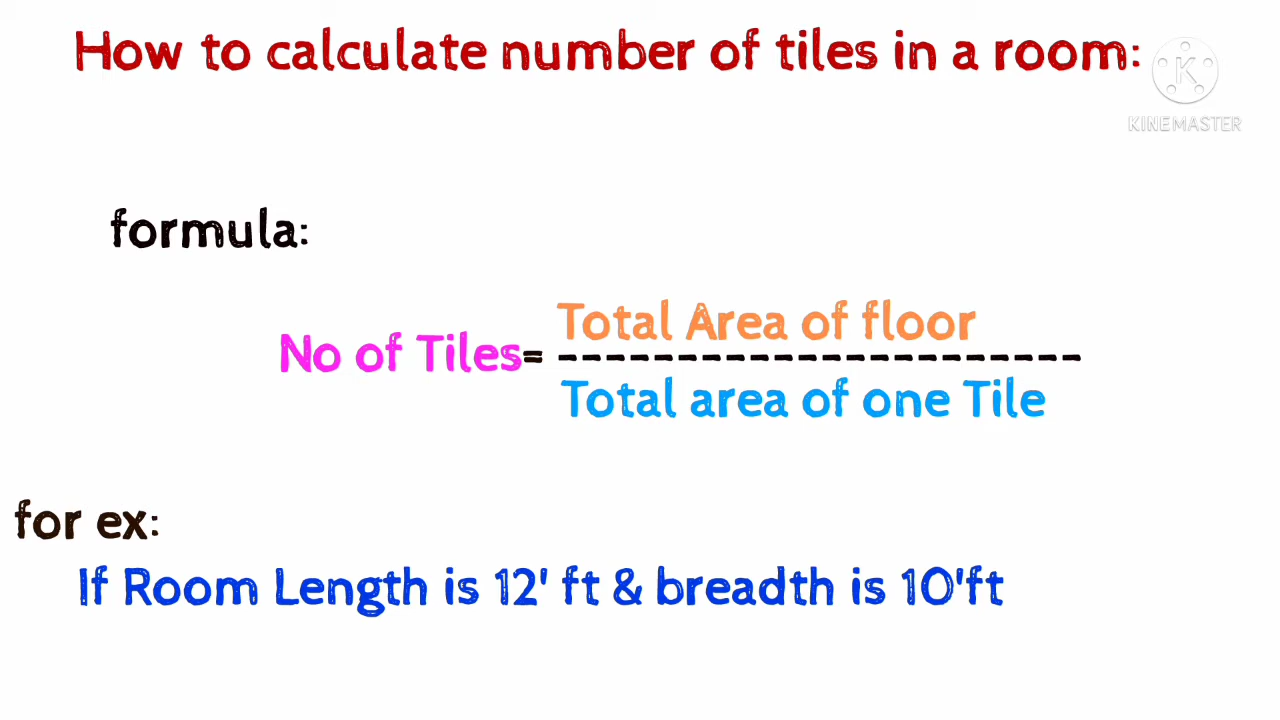 How to calculate number of tiles in a room:
KINEMASTER
formula:
Total Area of floor
No of Tiles= ----------------------
Total area of one Tile
for ex:
If Room Length is 12' ft & breadth is 10'ft